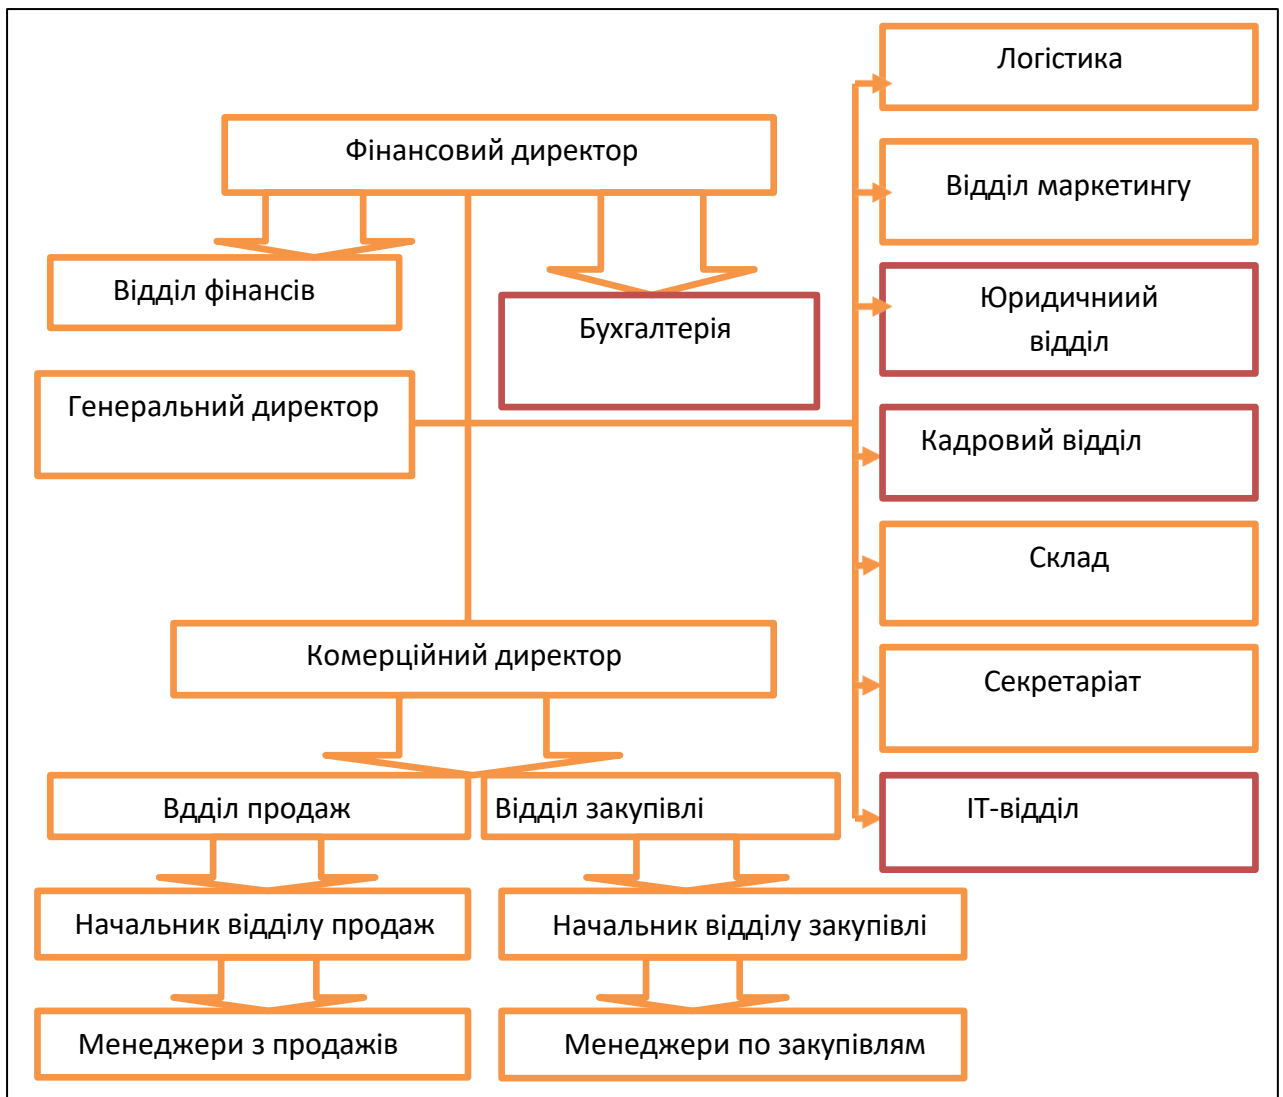 Логістика
Фінансовий директор
Відділ маркетингу
Відділ фінансів
Бухгалтерія
Юридичниий
відділ
Генеральний директор
Кадровий відділ
Склад
Комерційний директор
Секретаріат
Вдділ продаж
Відділ закупівлі
ІТ-відділ
Начальник відділу продаж
Начальник відділу закупівлі
Менеджери з продажів
Менеджери по закупівлям